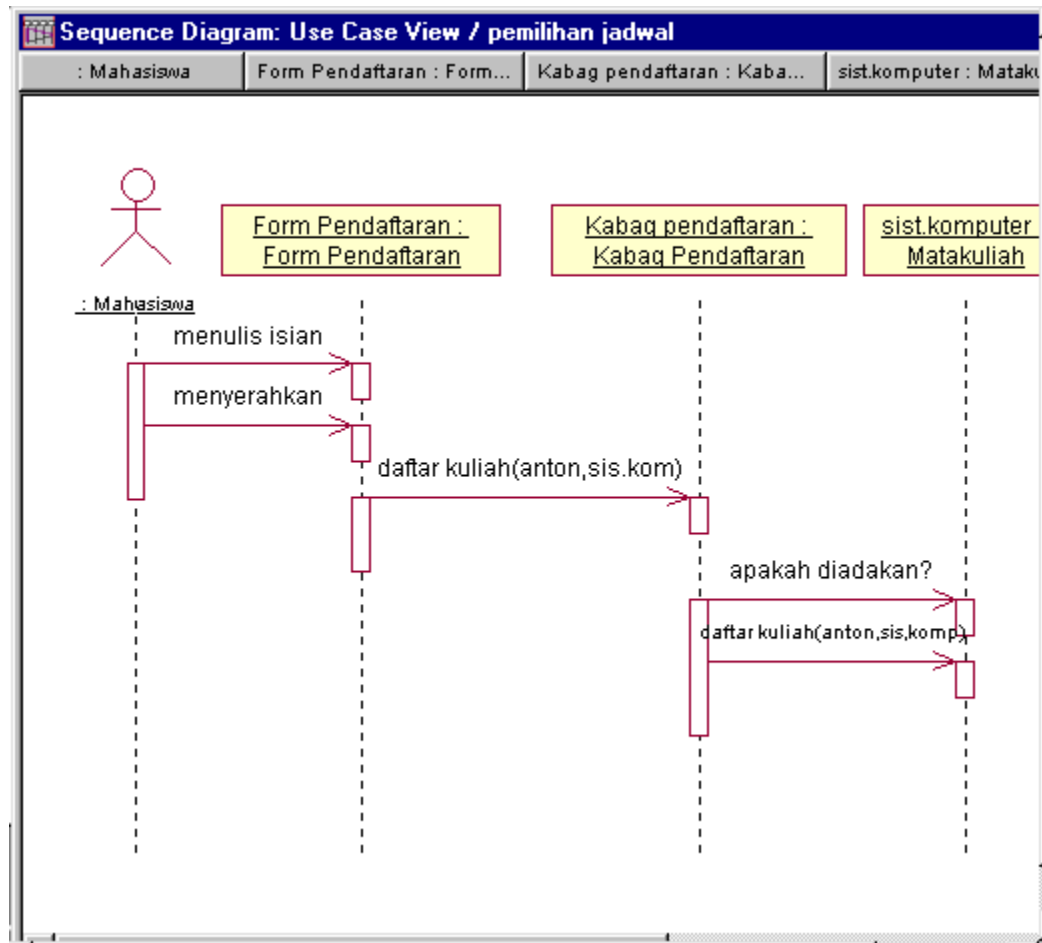 Sequence Diagram: Use Case View / pemilihan jadwal
: Mahasiswa
Form Pendaftaran : Form...
Kabag pendaftaran : Kaba...
sist.komputer :
Form Pendaftaran :
Form Pendaftaran
Kabag pendaftaran :
Kabag Pendaftaran
sist.komputer
Matakuliah
: Mahasiswa
menulis isian
menyerahkan
daftar kuliah(anton,sis.kom)
apakah diadakan?
daftar kuliah(anton,sis,komp)